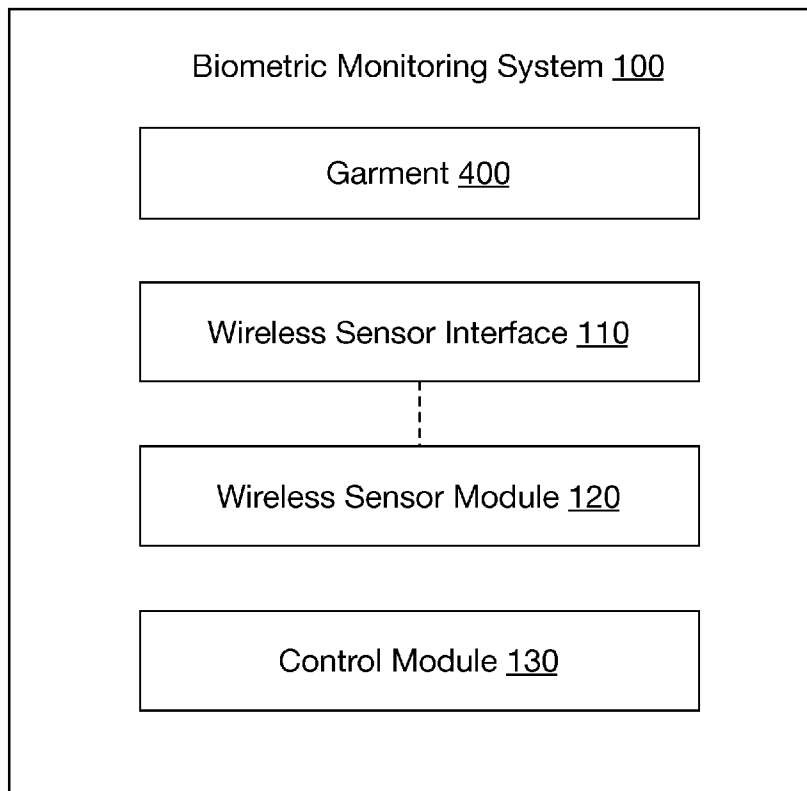 Biometric Monitoring System 100
Garment 400
Wireless Sensor Interface 110
Wireless Sensor Module 120
Control Module 130